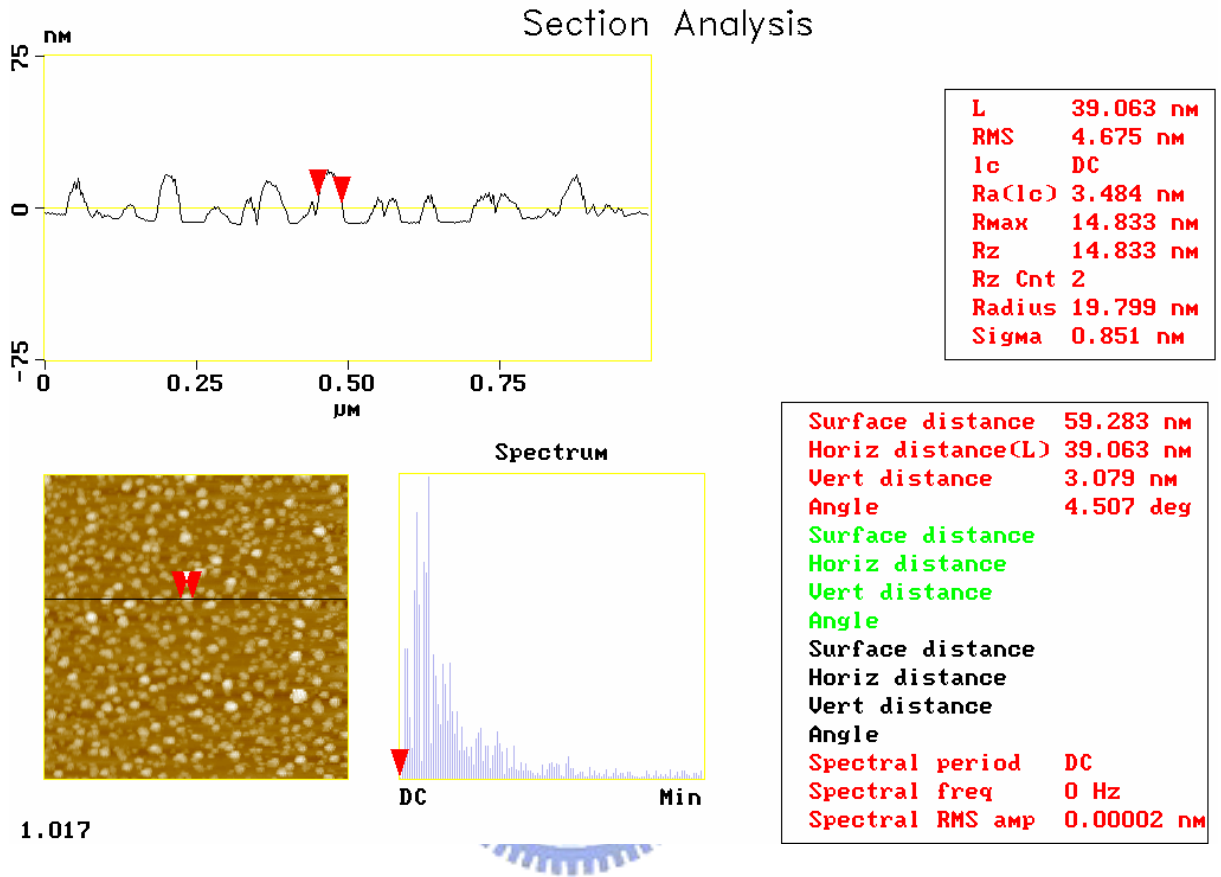 Section Analysis
nM
75
0
-75
0 0.25 0.50 0.75
µM
L 39.063 nM
RMS 4.675 nM
lc DC
Ra(lc) 3.484 nM
RMax 14.833 nM
Rz 14.833 nM
Rz Cnt 2
Radius 19.799 nM
SigMa 0.851 nM
Surface distance 59.283 nM
Horiz distance(L) 39.063 nM
Vert distance 3.079 nM
Angle 4.507 deg
Surface distance
Horiz distance
Vert distance
Angle
Surface distance
Horiz distance
Vert distance
Angle
Spectral period DC
Spectral freq 0 Hz
Spectral RMS aMp 0.00002 nM
SpectruM
DC Min
1.017